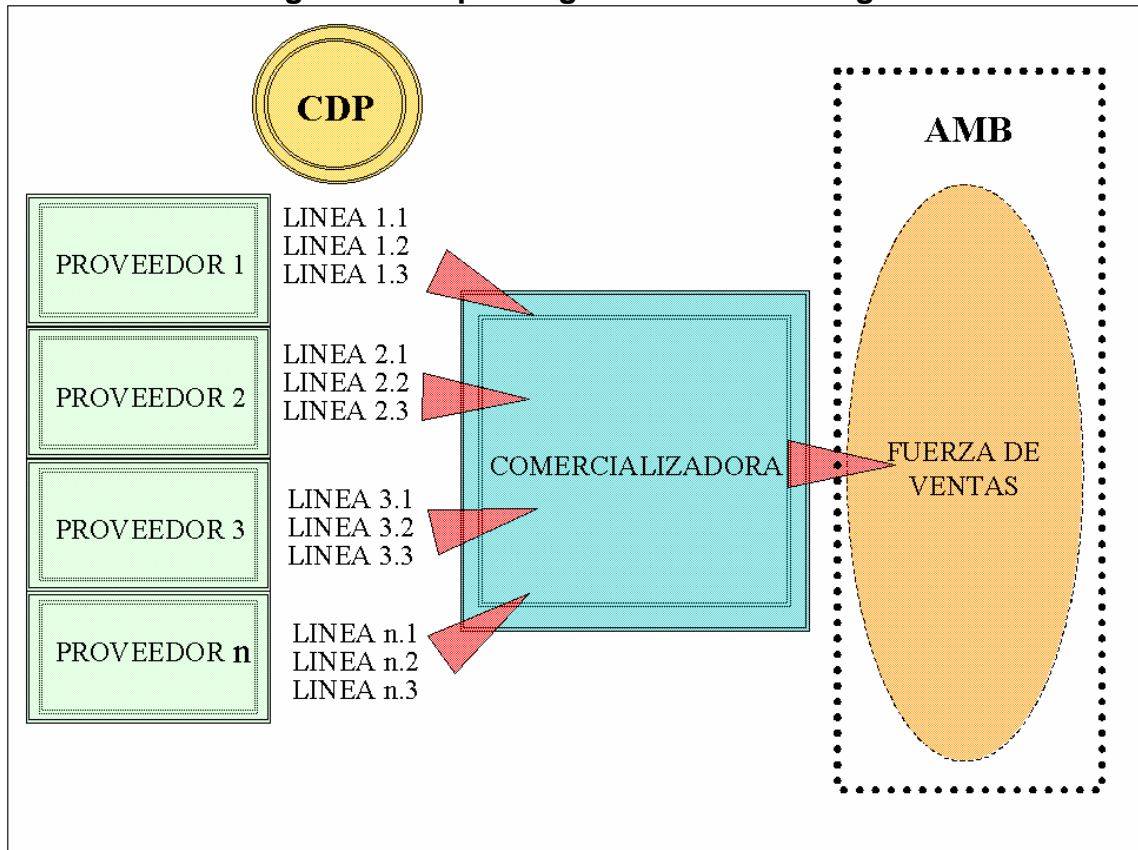 CDP
AMB
PROVEEDOR 1
LINEA 1.1
LINEA 1.2
LINEA 1.3
PROVEEDOR 2
LINEA 2.1
LINEA 2.2
LINEA 2.3
PROVEEDOR 3
LINEA 3.1
LINEA 3.2
LINEA 3.3
PROVEEDOR n
LINEA n.1
LINEA n.2
LINEA n.3
COMERCIALIZADORA
FUERZA DE
VENTAS